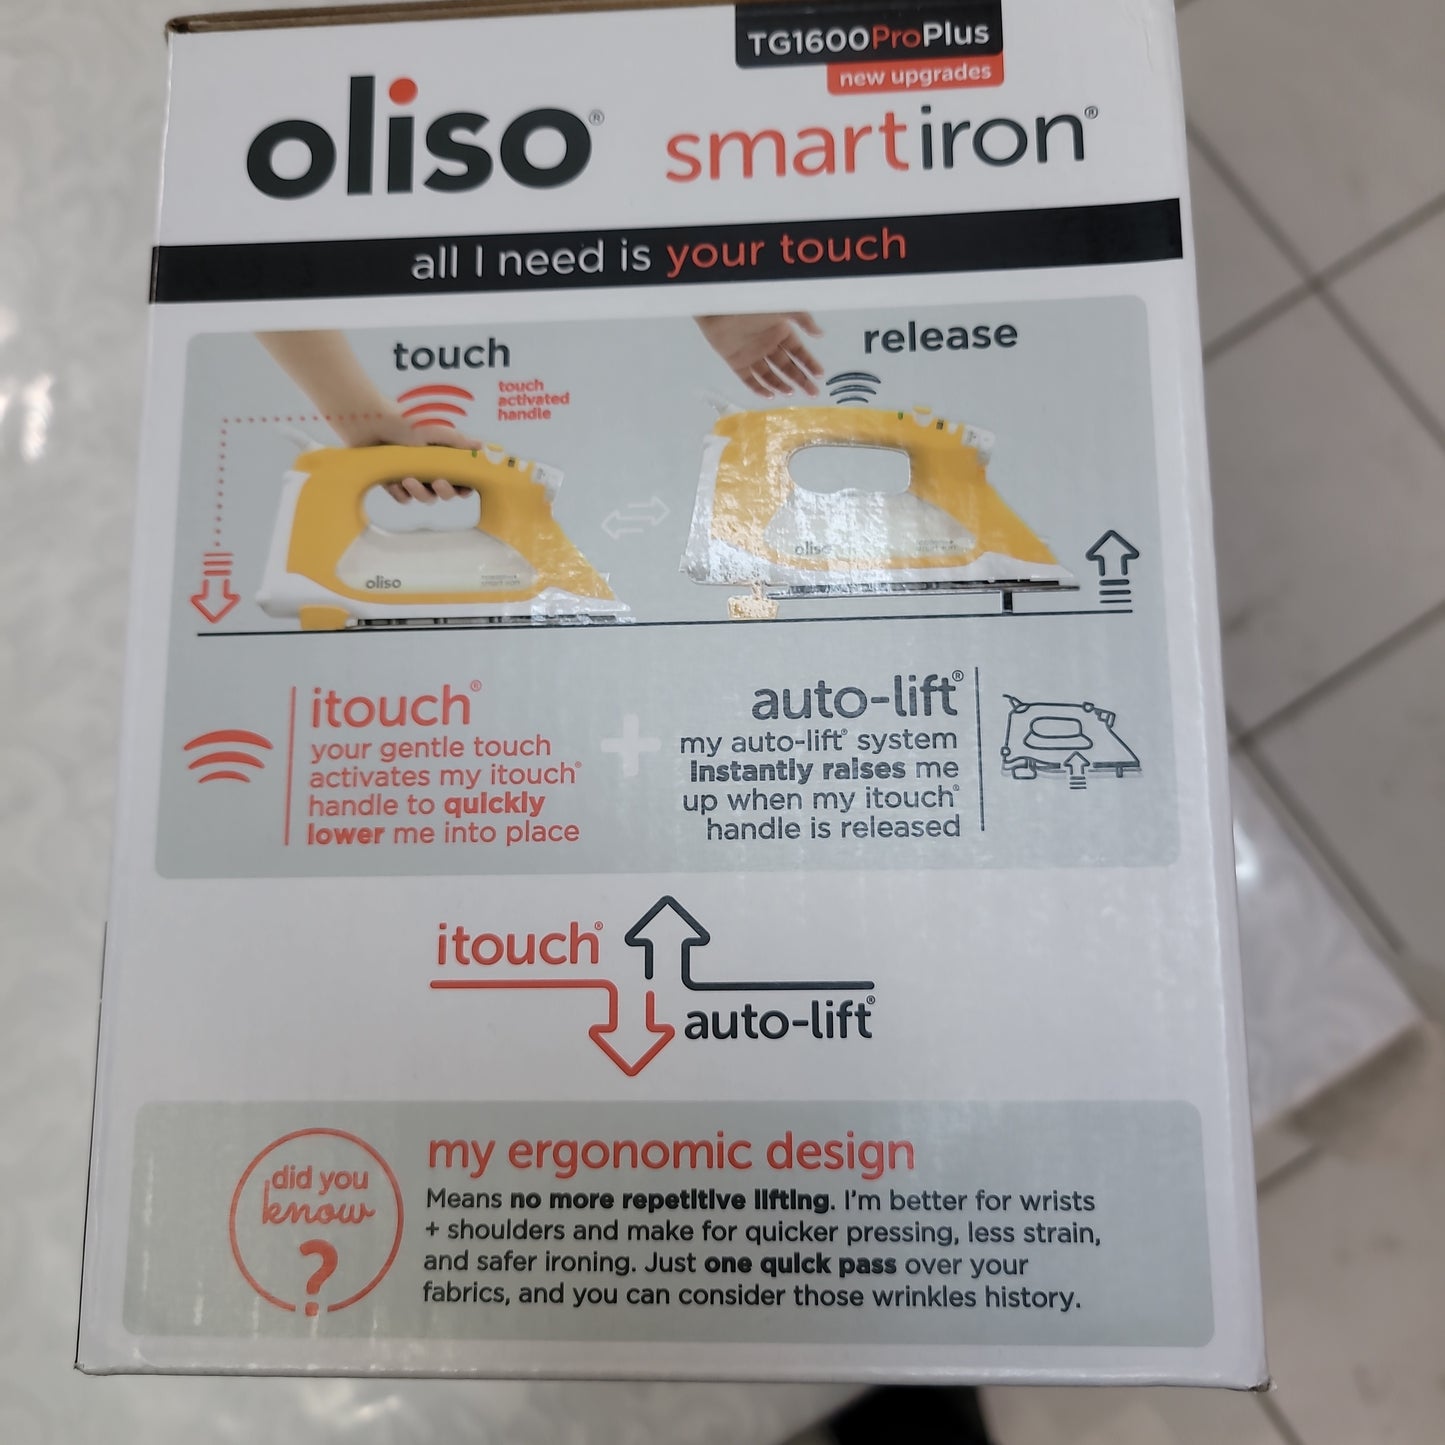 TG1600ProPlus
new upgrades
oliso®
smartiron®
all I need is your touch
touch
touch
activated
handle
release
oliso
oliso
itouch®
your gentle touch
activates my itouch®
handle to quickly
lower me into place
+
auto-lift®
my auto-lift® system
instantly raises me
up when my itouch®
handle is released
itouch®
auto-lift®
did you
know
?
my ergonomic design
Means no more repetitive lifting. I'm better for wrists
+ shoulders and make for quicker pressing, less strain,
and safer ironing. Just one quick pass over your
fabrics, and you can consider those wrinkles history.